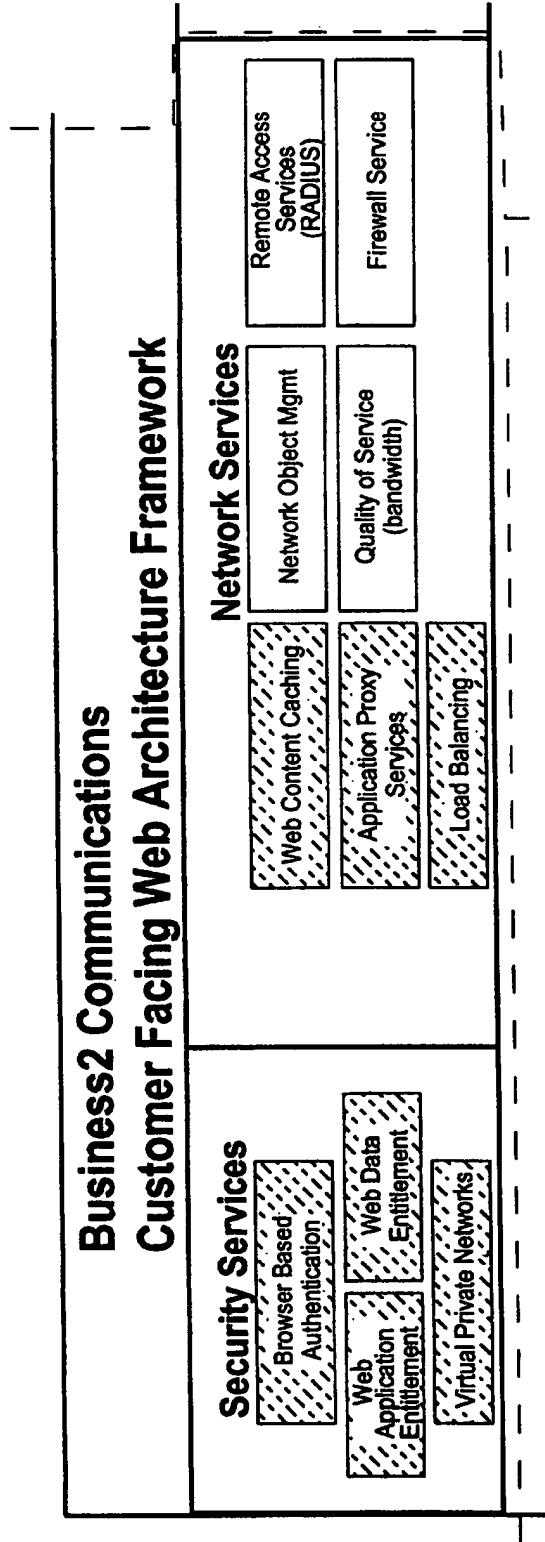 Business2 Communications
Customer Facing Web Architecture Framework
Security Services
Browser Based
Authentication
Web
Application
Entitlement
Web Data
Entitlement
Virtual Private Networks
Network Services
Web Content Caching
Network Object Mgmt
Remote Access
Services
(RADIUS)
Application Proxy
Services
Quality of Service
(bandwidth)
Firewall Service
Load Balancing